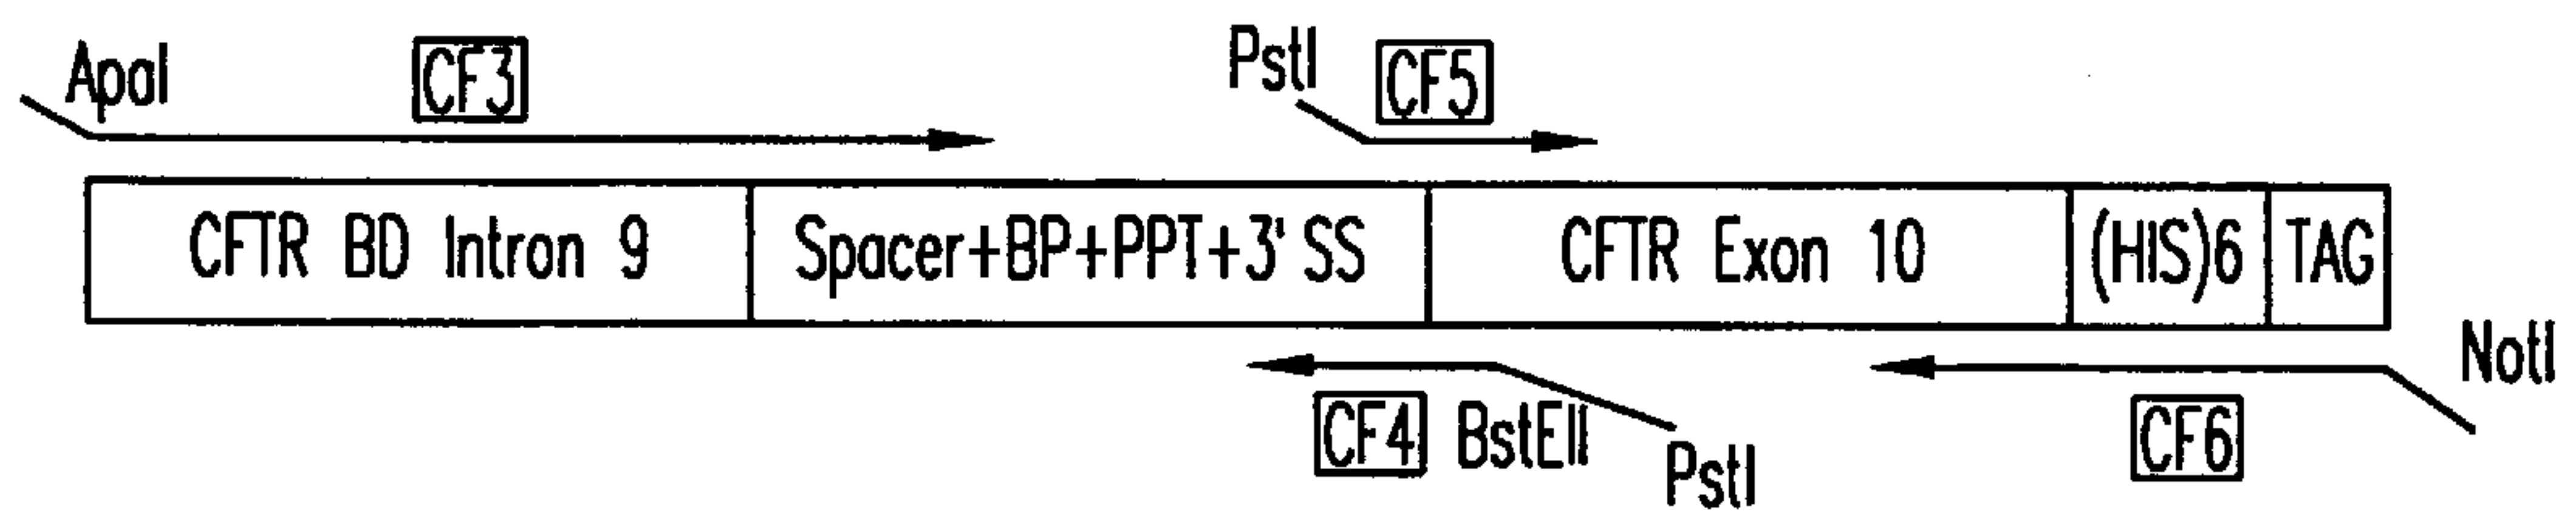 ApaI CF3 PstI CF5
CFTR BD Intron 9 Spacer+BP+PPT+3' SS CFTR Exon 10 (HIS)6 TAG
CF4 BstEII PstI CF6 NotI